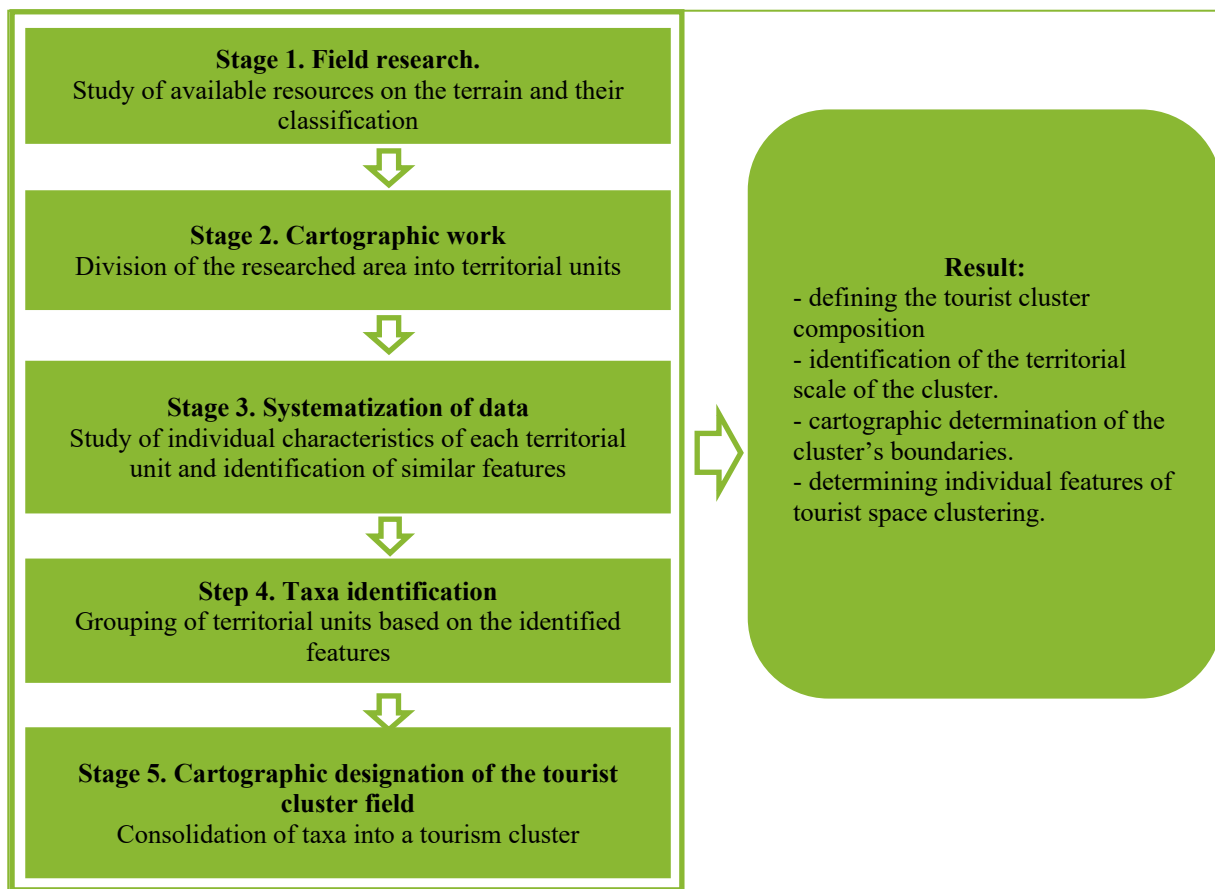 Stage 1. Field research.
Study of available resources on the terrain and their
classification
Stage 2. Cartographic work
Division of the researched area into territorial units
Stage 3. Systematization of data
Study of individual characteristics of each territorial
unit and identification of similar features
Step 4. Taxa identification
Grouping of territorial units based on the identified
features
Stage 5. Cartographic designation of the tourist
cluster field
Consolidation of taxa into a tourism cluster
Result:
- defining the tourist cluster
composition
- identification of the territorial
scale of the cluster.
- cartographic determination of the
cluster’s boundaries.
- determining individual features of
tourist space clustering.